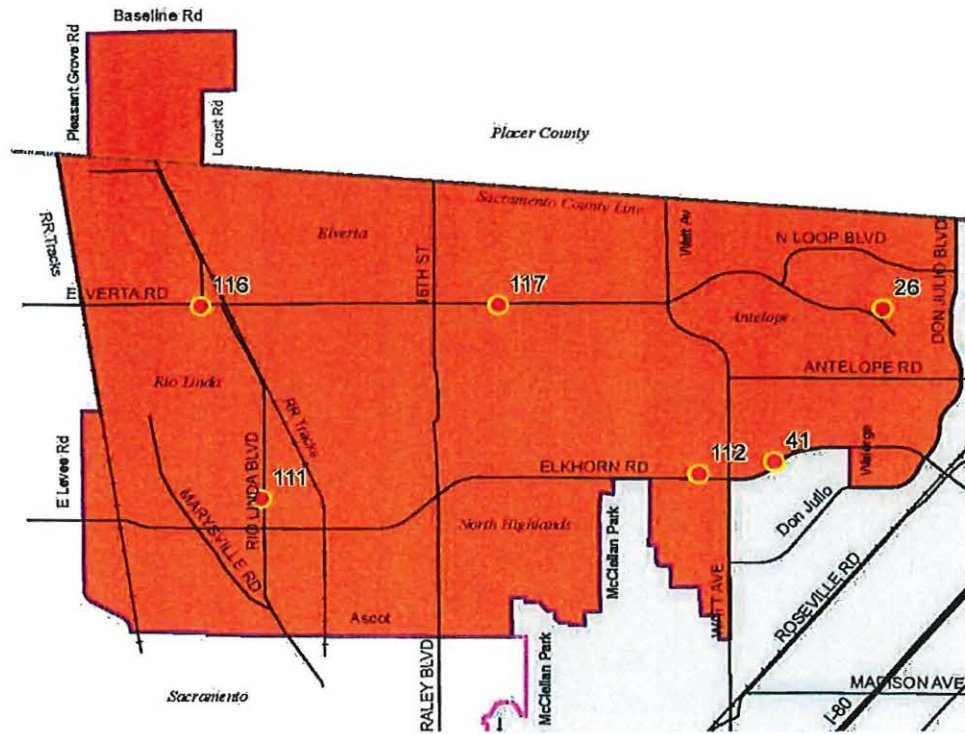 Baseline Rd
Pleasant Grove Rd
Locust Rd
Placer County
Sacramento County Line
RR Tracks
Elverta
16TH ST
Watt Av
N LOOP BLVD
DON JULIO BLVD
E VERTA RD
116
117
26
Antelope
ANTELOPE RD
Rio Linda
RR Tracks
E Levee Rd
MARYSVILLE RD
RIO LINDA BLVD
111
ELKHORN RD
112
41
Walerga
Don Julio
North Highlands
McClellan Park
WATT AVE
ROSEVILLE RD
Ascot
Sacramento
RALEY BLVD
McClellan Park
MADISON AVE
I-80